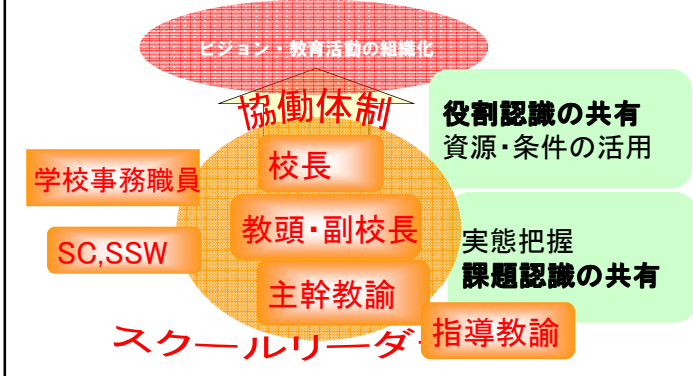 ビジョン・教育活動の組織化
協働体制
役割認識の共有
資源・条件の活用
校長
学校事務職員
教頭・副校長
SC,SSW
実態把握
課題認識の共有
主幹教諭
指導教諭
スクールリーダ